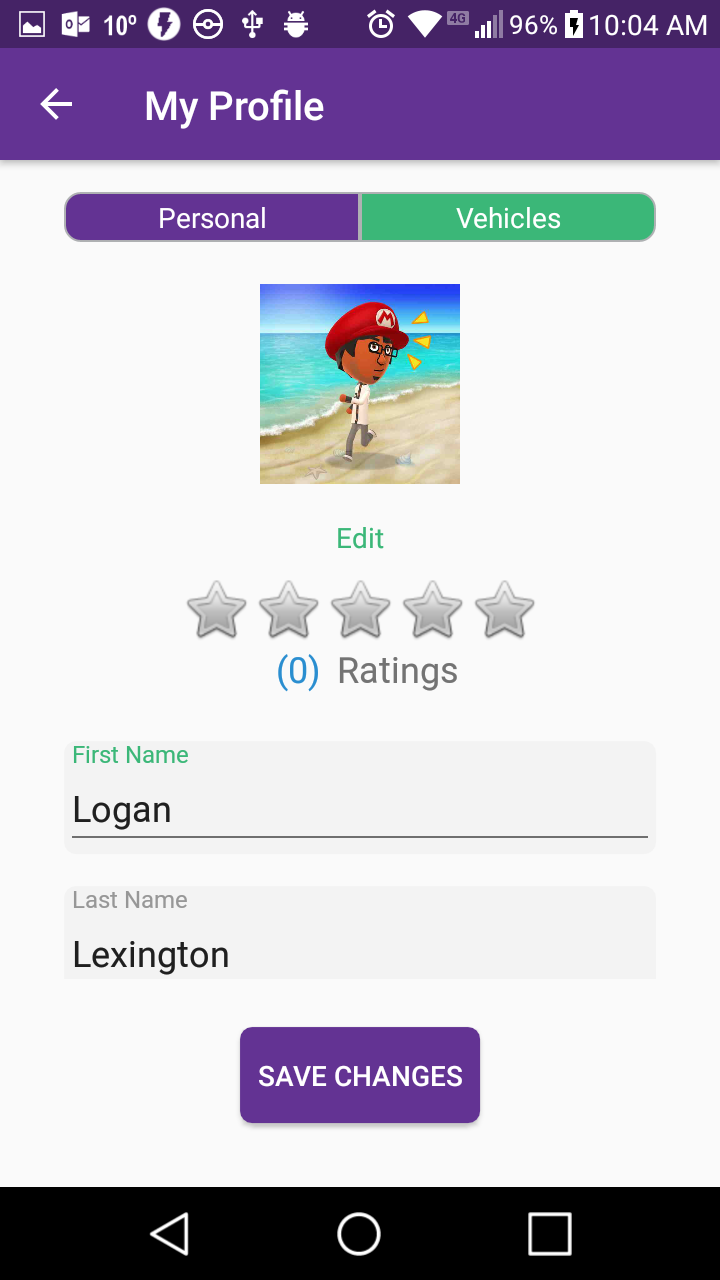 10° 4G 96% 10:04 AM
My Profile
Personal Vehicles
M
Edit
(0) Ratings
First Name
Logan
Last Name
Lexington
SAVE CHANGES